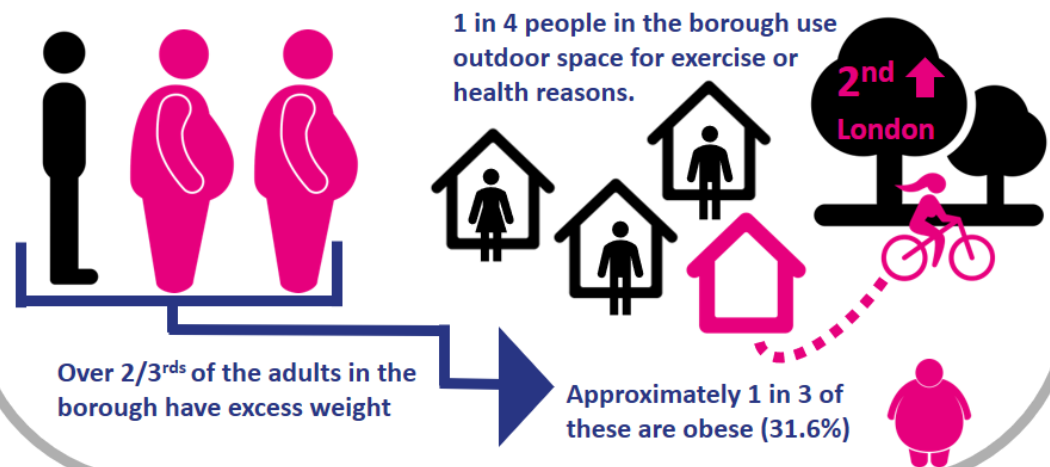 1 in 4 people in the borough use
outdoor space for exercise or
health reasons.
2nd
London
Over 2/3rds of the adults in the
borough have excess weight
Approximately 1 in 3 of
these are obese (31.6%)